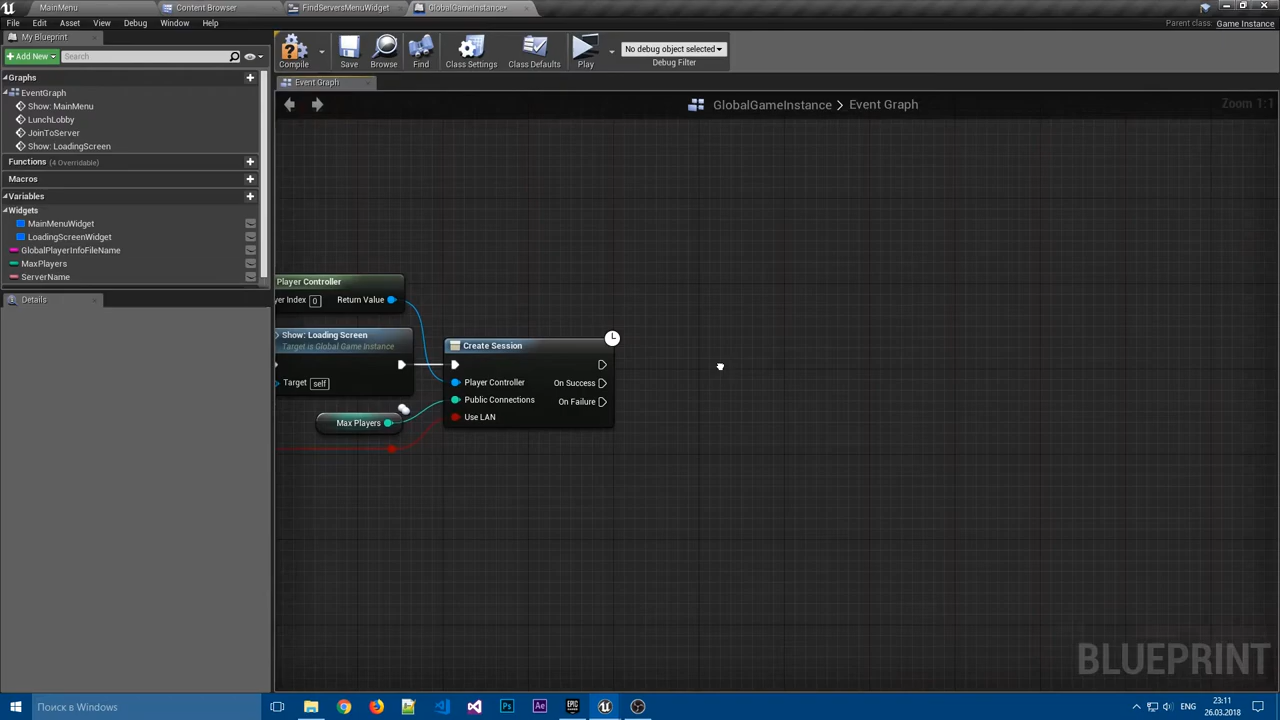 MainMenu
Content Browser
FindServersMenuWidget
GlobalGameInstance*
File
Edit
Asset
View
Debug
Window
Help
Parent class:
Game Instance
My Blueprint
Add New
Search
Compile
Save
Browse
Find
Class Settings
Class Defaults
Play
No debug object selected
Debug Filter
Graphs
EventGraph
Show: MainMenu
LunchLobby
JoinToServer
Show: LoadingScreen
Functions (4 Overridable)
Macros
Variables
Widgets
MainMenuWidget
LoadingScreenWidget
GlobalPlayerInfoFileName
MaxPlayers
ServerName
Details
Event Graph
GlobalGameInstance > Event Graph
Zoom 1:1
Player Controller
yer Index 0
Return Value
Show: Loading Screen
Target is Global Game Instance
Target self
Max Players
Create Session
Player Controller
On Success
Public Connections
On Failure
Use LAN
BLUEPRINT
Поиск в Windows
Ps
Ae
EPIC
ENG
23:11
26.03.2018